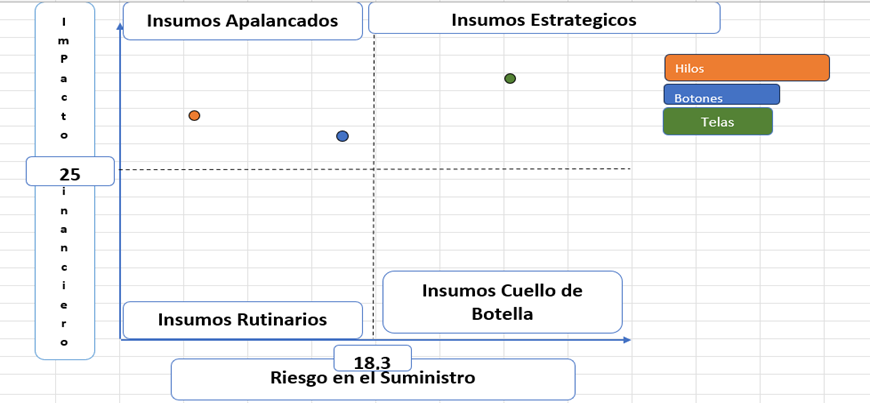 Insumos Apalancados
Insumos Estrategicos
I
m
P
a
c
t
o
25
i
n
a
n
c
i
e
r
o
Hilos
Botones
Telas
Insumos Rutinarios
Insumos Cuello de
Botella
18,3
Riesgo en el Suministro